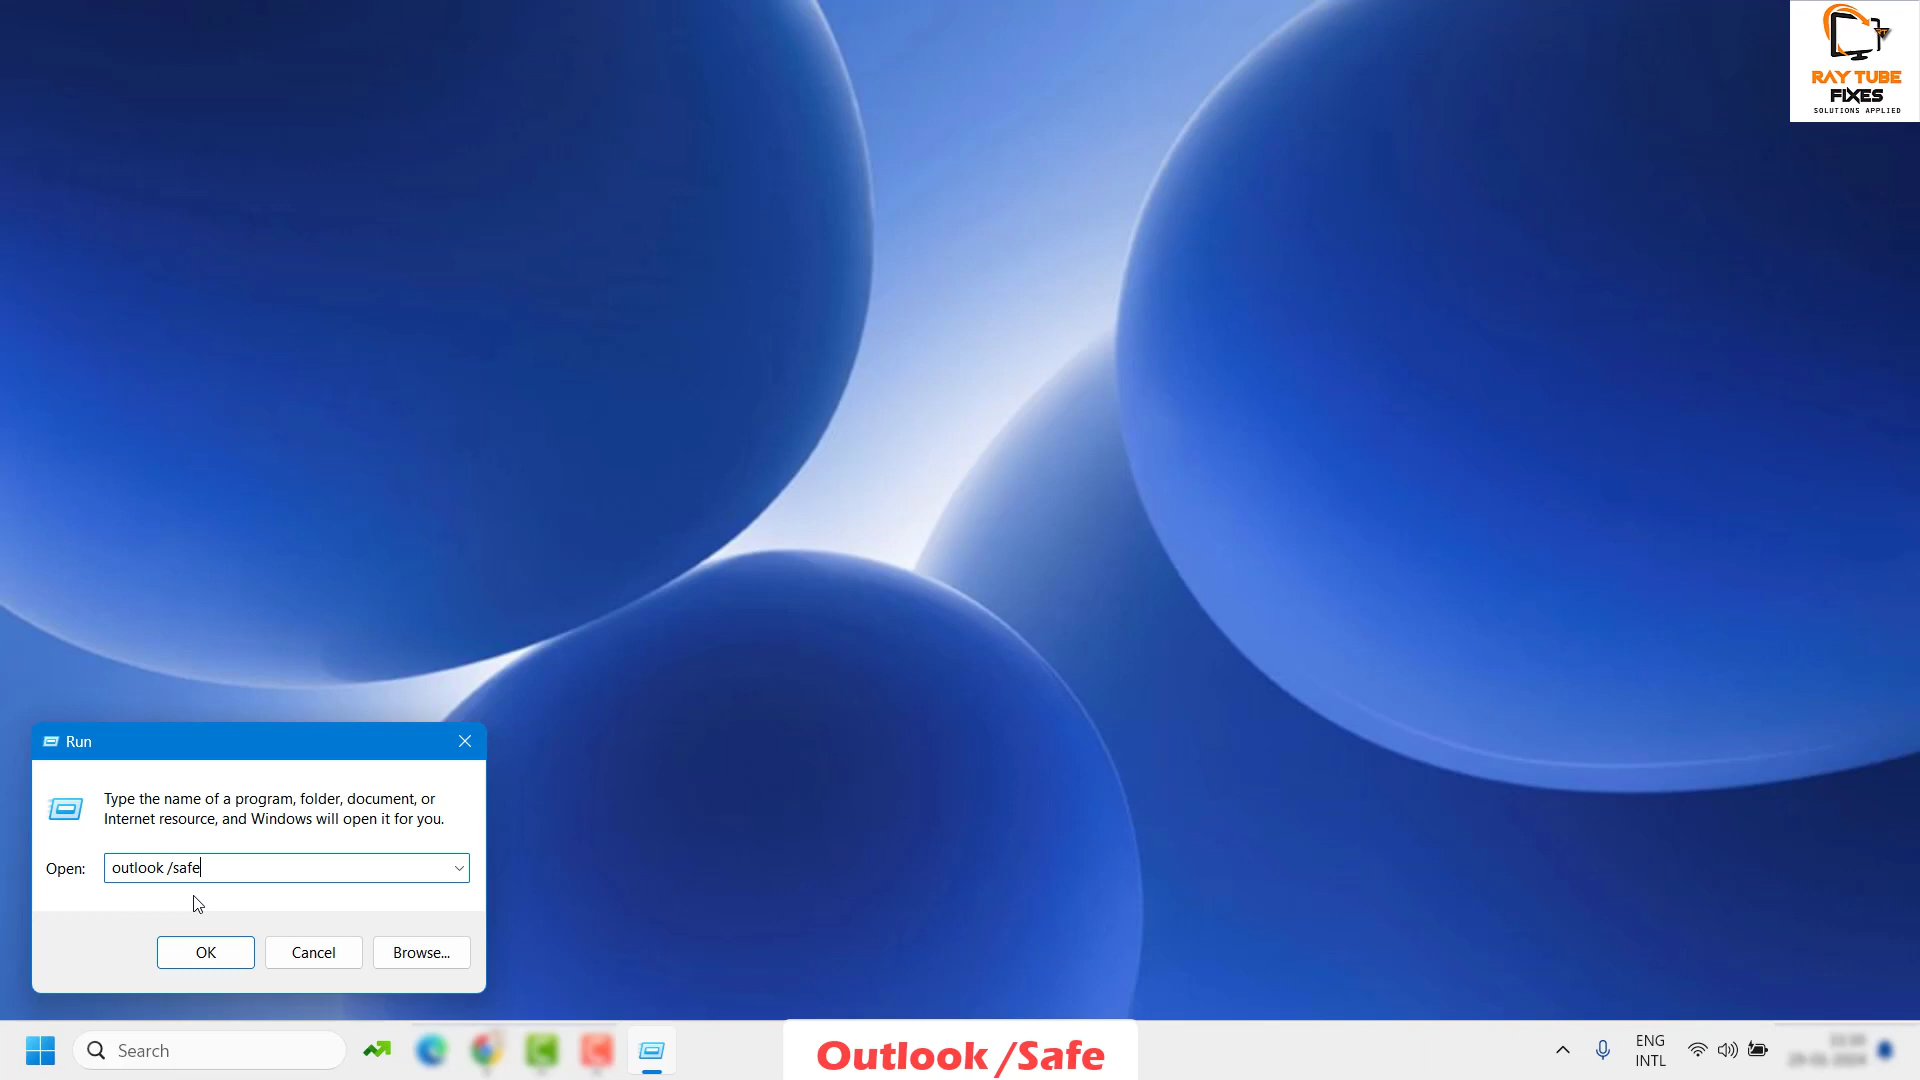 RAY TUBE
FIXES
SOLUTIONS APPLIED
Run
Type the name of a program, folder, document, or
Internet resource, and Windows will open it for you.
Open:
outlook /safe
OK
Cancel
Browse...
Search
Outlook /Safe
ENG
INTL